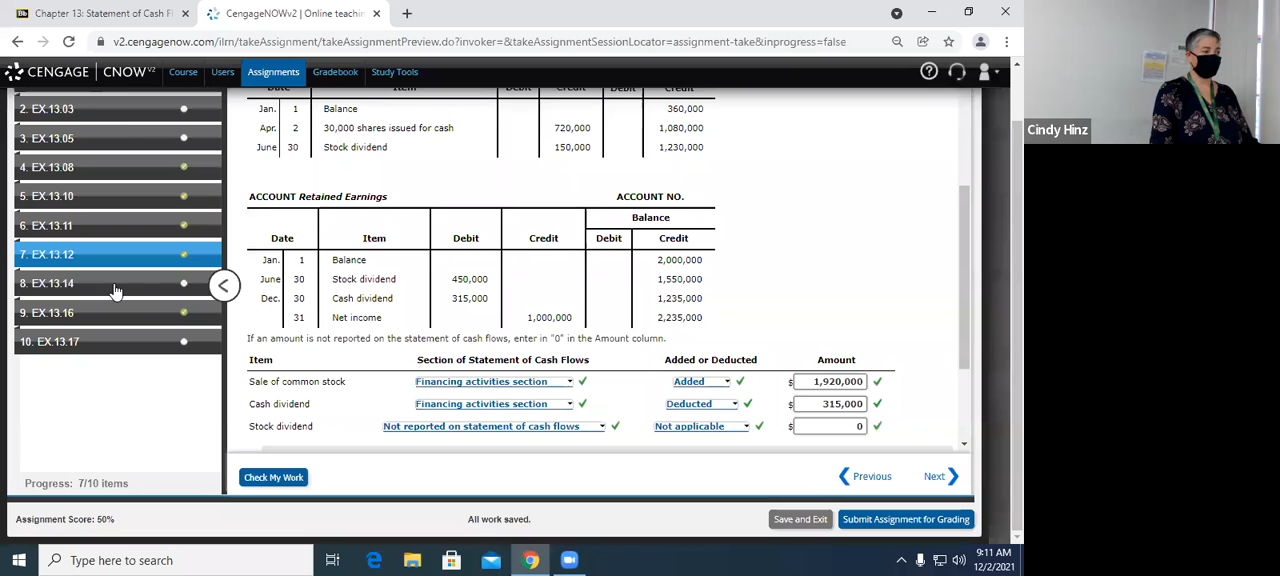 Chapter 13: Statement of Cash F
CengageNOWv2 | Online teachin
v2.cengagenow.com/ilrn/takeAssignment/takeAssignmentPreview.do?invoker=&takeAssignmentSessionLocator=assignment-take&inprogress=false
CENGAGE | CNOWV2 Course Users Assignments Gradebook Study Tools
2. EX.13.03
3. EX.13.05
4. EX.13.08
5. EX.13.10
6. EX.13.11
7. EX.13.12
8. EX.13.14
9. EX.13.16
10. EX.13.17
Progress: 7/10 items
Date Item Debit Credit Debit Credit
Jan. 1 Balance 360,000
Apr. 2 30,000 shares issued for cash 720,000 1,080,000
June 30 Stock dividend 150,000 1,230,000
ACCOUNT Retained Earnings ACCOUNT NO.
Balance
Date Item Debit Credit Debit Credit
Jan. 1 Balance 2,000,000
June 30 Stock dividend 450,000 1,550,000
Dec. 30 Cash dividend 315,000 1,235,000
31 Net income 1,000,000 2,235,000
If an amount is not reported on the statement of cash flows, enter in "0" in the Amount column.
Item Section of Statement of Cash Flows Added or Deducted Amount
Sale of common stock Financing activities section Added $ 1,920,000
Cash dividend Financing activities section Deducted $ 315,000
Stock dividend Not reported on statement of cash flows Not applicable $ 0
Check My Work Previous Next
Assignment Score: 50% All work saved. Save and Exit Submit Assignment for Grading
Type here to search
9:11 AM
12/2/2021
Cindy Hinz